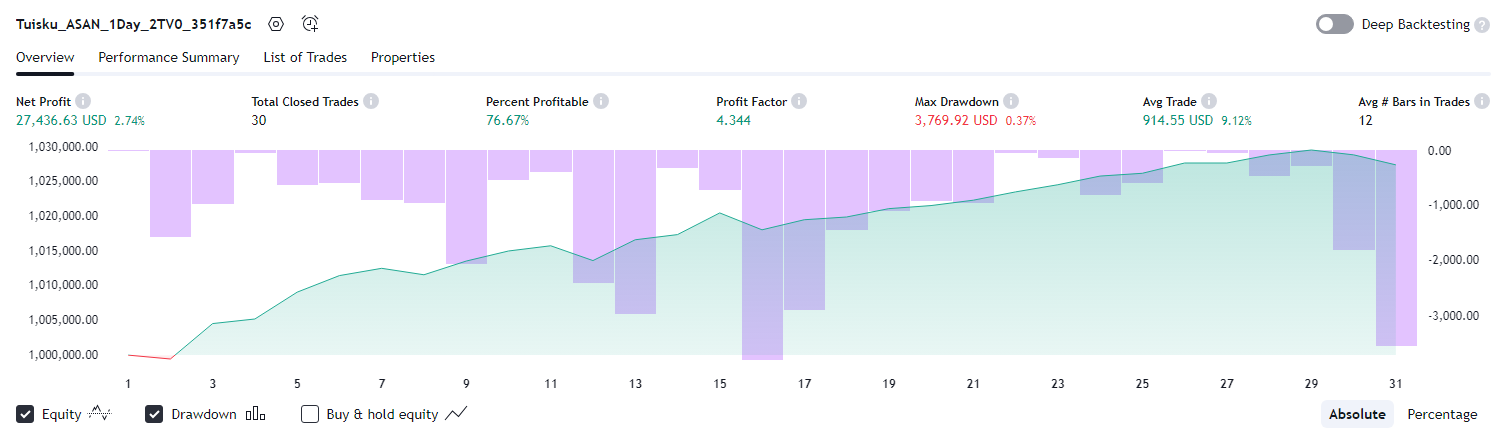 Tuisku_ASAN_1Day_2TV0_351f7a5c Deep Backtesting ?
Overview Performance Summary List of Trades Properties
Net Profit i Total Closed Trades i Percent Profitable i Profit Factor i Max Drawdown i Avg Trade i Avg # Bars in Trades i
27,436.63 USD 2.74% 30 76.67% 4.344 3,769.92 USD 0.37% 914.55 USD 9.12% 12
1,030,000.00 0.00
1,025,000.00
1,020,000.00 -1,000.00
1,015,000.00 -2,000.00
1,010,000.00
1,005,000.00 -3,000.00
1,000,000.00
1 3 5 7 9 11 13 15 17 19 21 23 25 27 29 31
Equity Drawdown Buy & hold equity Absolute Percentage